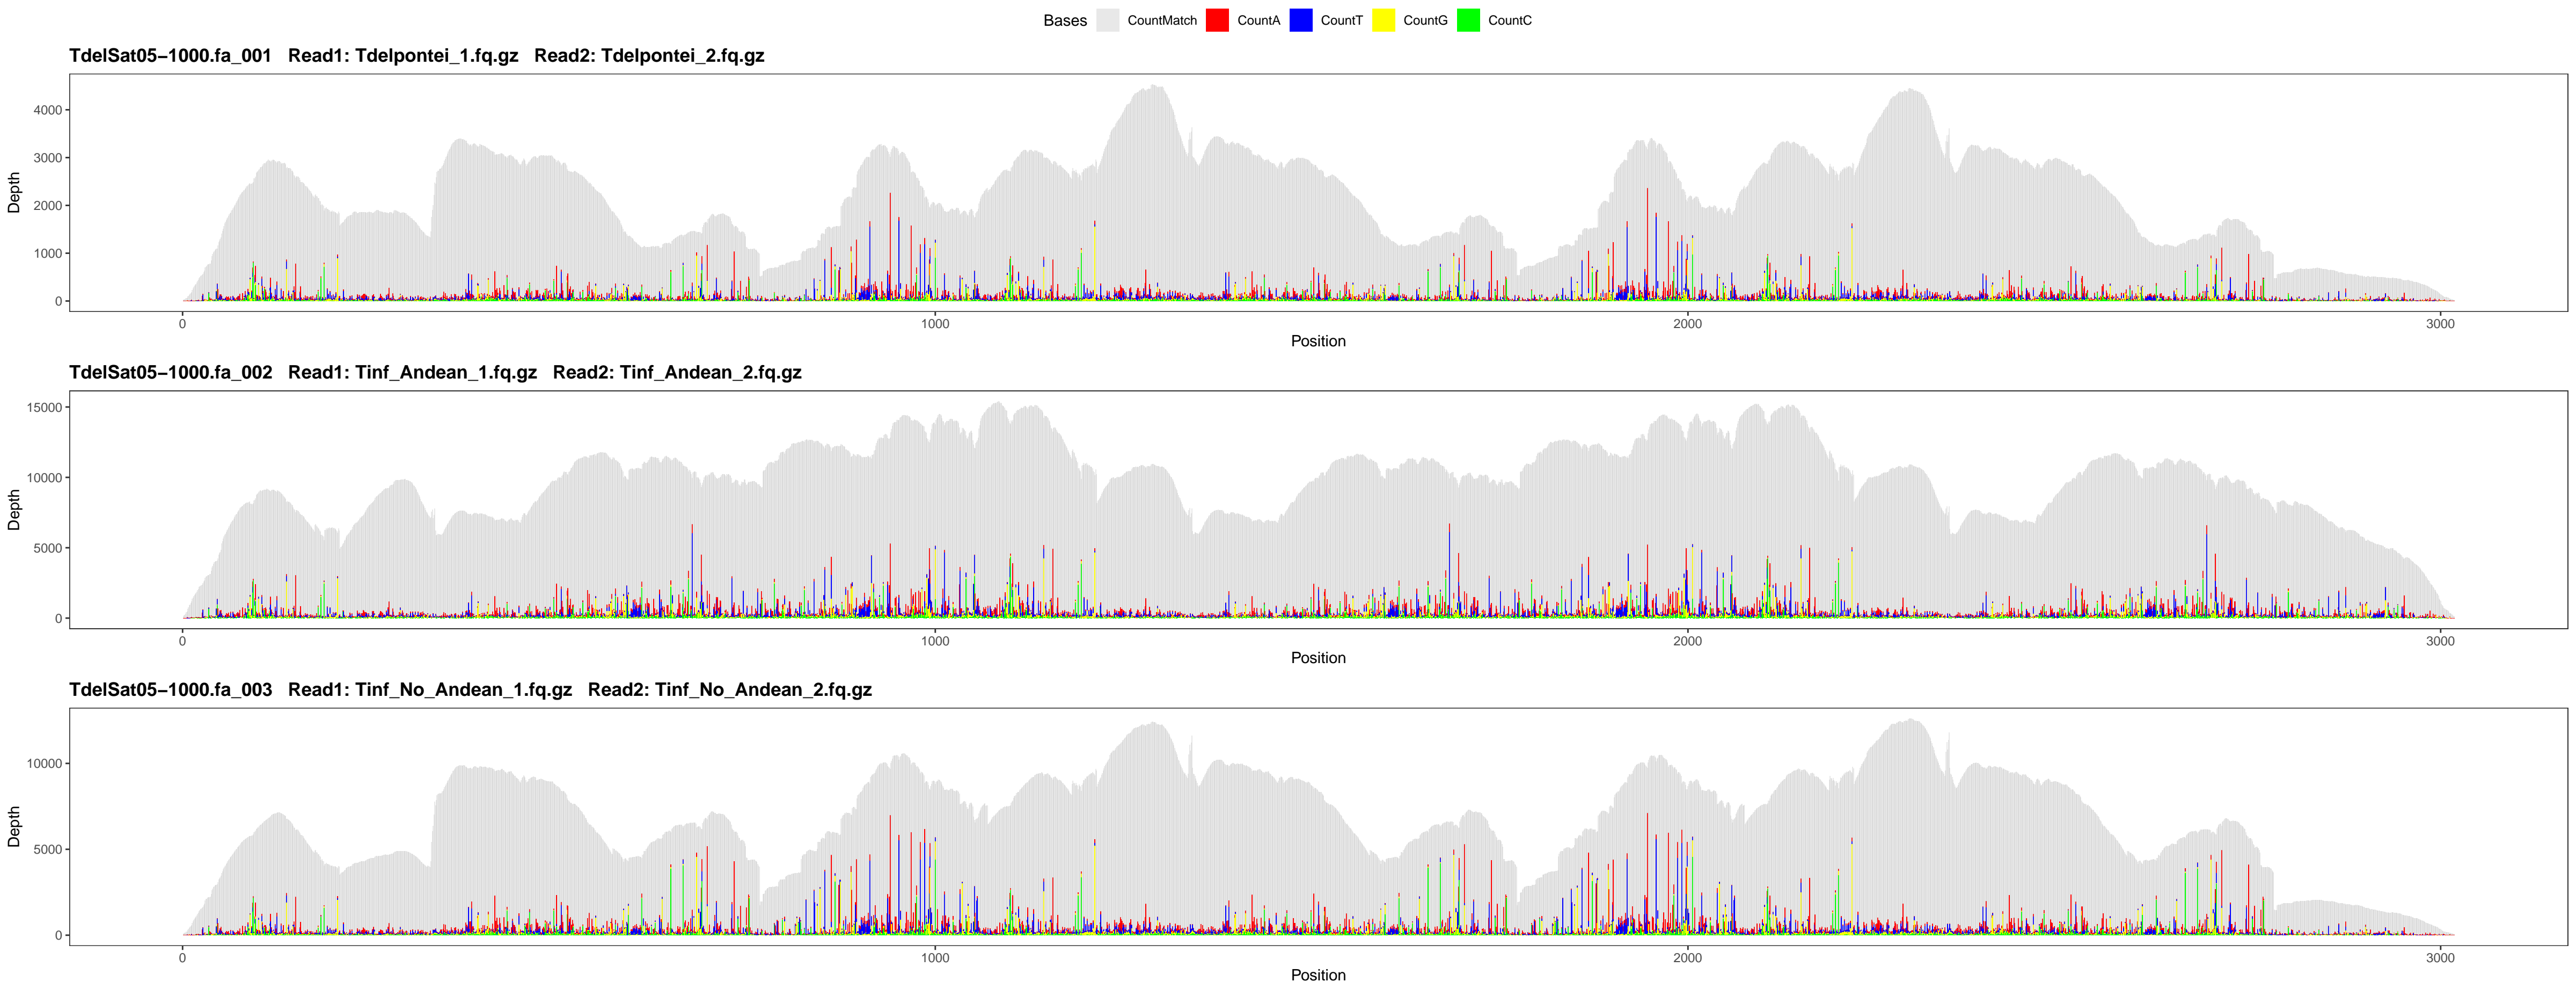 Bases CountMatch CountA CountT CountG CountC
TdelSat05−1000.fa_001 Read1: Tdelpontei_1.fq.gz Read2: Tdelpontei_2.fq.gz
4000
3000
2000
1000
0
Depth
0 1000 2000 3000
Position
TdelSat05−1000.fa_002 Read1: Tinf_Andean_1.fq.gz Read2: Tinf_Andean_2.fq.gz
15000
10000
5000
0
Depth
0 1000 2000 3000
Position
TdelSat05−1000.fa_003 Read1: Tinf_No_Andean_1.fq.gz Read2: Tinf_No_Andean_2.fq.gz
10000
5000
0
Depth
0 1000 2000 3000
Position